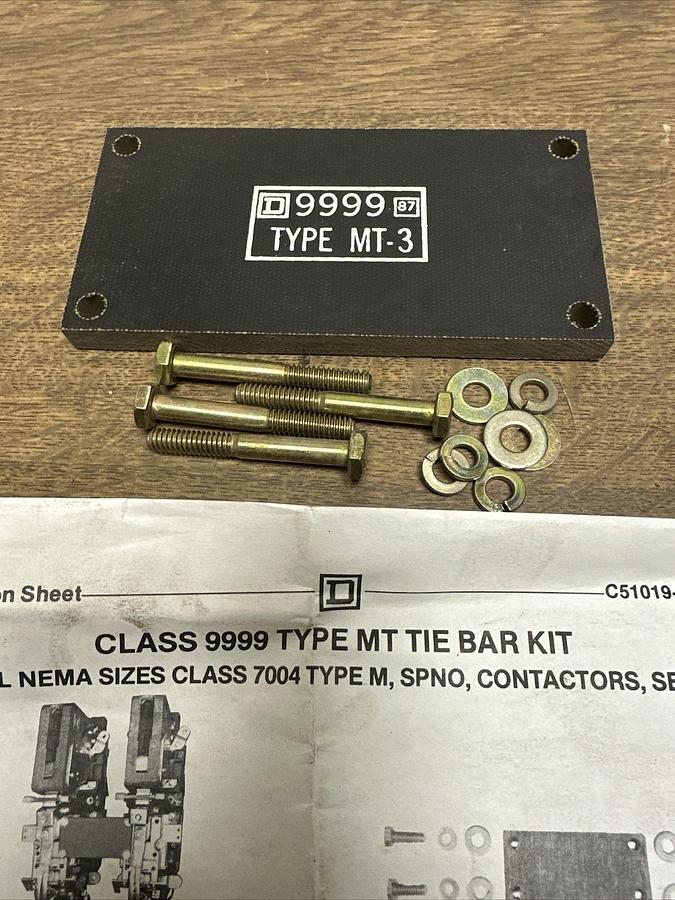 D 9999 87
TYPE MT-3
on Sheet D C51019-
CLASS 9999 TYPE MT TIE BAR KIT
L NEMA SIZES CLASS 7004 TYPE M, SPNO, CONTACTORS, SE